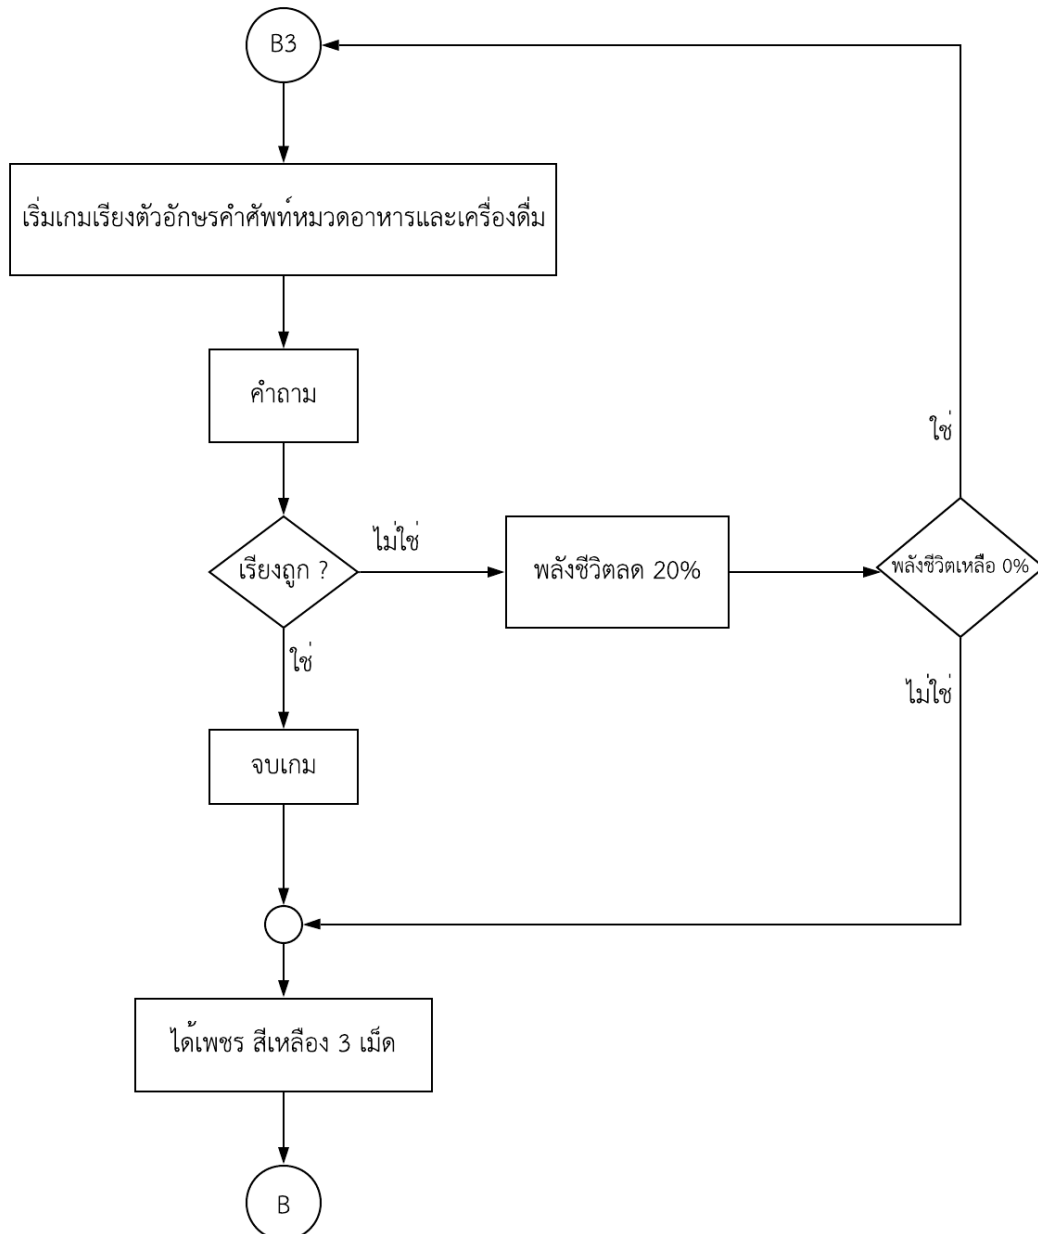 B3
เริ่มเกมเรียงตัวอักษรคำศัพท์หมวดอาหารและเครื่องดื่ม
คำถาม
ใช่
เรียงถูก ?
ไม่ใช่
พลังชีวิตลด 20%
พลังชีวิตเหลือ 0%
ใช่
ไม่ใช่
จบเกม
ได้เพชร สีเหลือง 3 เม็ด
B